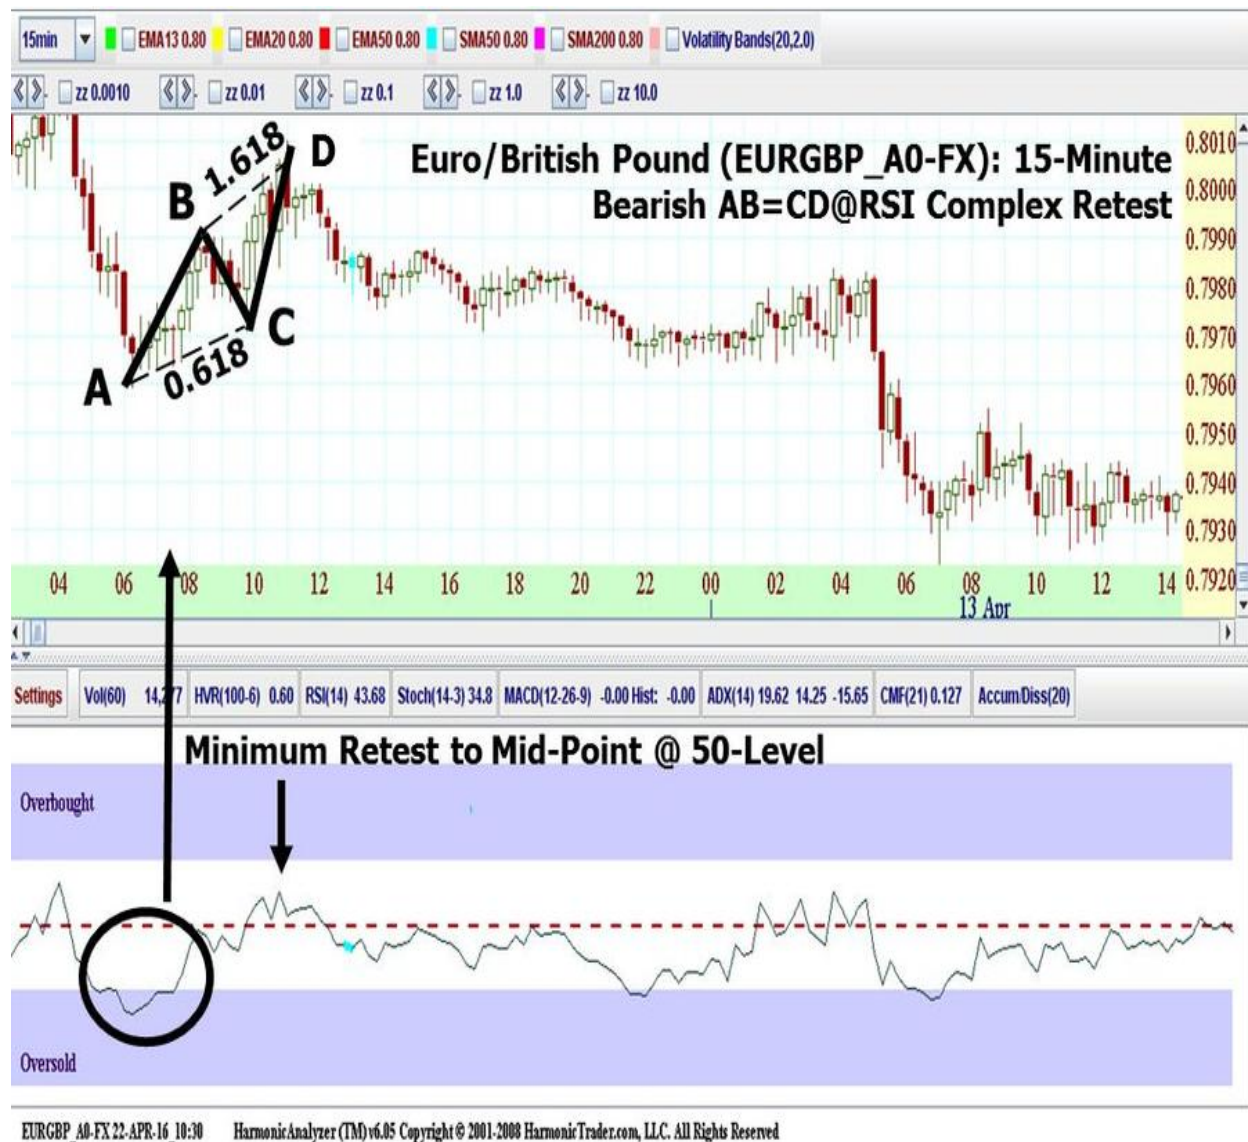 15min EMA13 0.80 EMA20 0.80 EMA50 0.80 SMA50 0.80 SMA200 0.80 Volatility Bands(20,2.0)
zz 0.0010 zz 0.01 zz 0.1 zz 1.0 zz 10.0
Euro/British Pound (EURGBP_A0-FX): 15-Minute
Bearish AB=CD@RSI Complex Retest
A
B
C
D
1.618
0.618
0.8010
0.8000
0.7990
0.7980
0.7970
0.7960
0.7950
0.7940
0.7930
0.7920
04 06 08 10 12 14 16 18 20 22 00 02 04 06 08 10 12 14
13 Apr
Settings Vol(60) HVR(100-6) 0.60 RSI(14) 43.68 Stoch(14-3) 34.8 MACD(12-26-9) -0.00 Hist: -0.00 ADX(14) 19.62 14.25 -15.65 CMF(21) 0.127 Accum/Diss(20)
Minimum Retest to Mid-Point @ 50-Level
Overbought
Oversold
EURGBP_A0-FX 22-APR-16 10:30 HarmonicAnalyzer (TM) v6.05 Copyright © 2001-2008 HarmonicTrader.com, LLC. All Rights Reserved